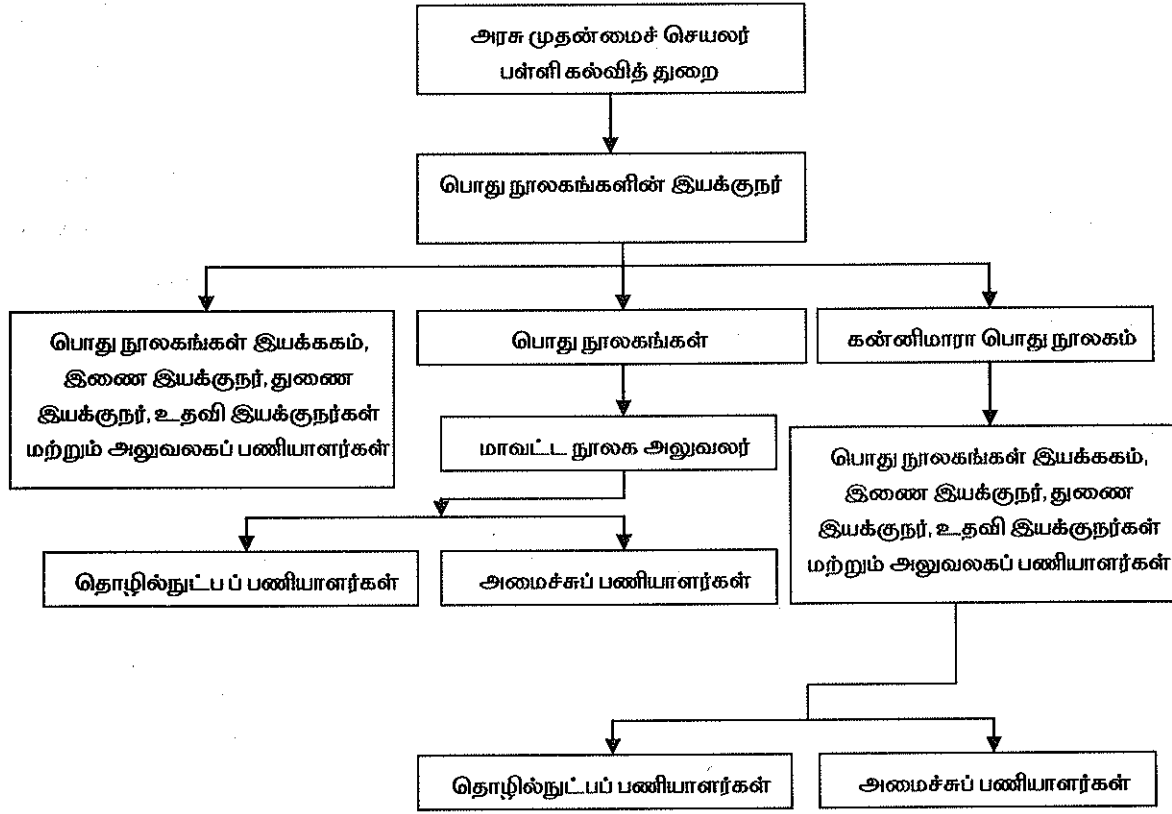 அரசு முதன்மைச் செயலர்
பள்ளி கல்வித் துறை
பொது நூலகங்களின் இயக்குநர்
பொது நூலகங்கள் இயக்ககம்,
இணை இயக்குநர், துணை
இயக்குநர், உதவி இயக்குநர்கள்
மற்றும் அலுவலகப் பணியாளர்கள்
பொது நூலகங்கள்
கன்னிமாரா பொது நூலகம்
மாவட்ட நூலக அலுவலர்
பொது நூலகங்கள் இயக்ககம்,
இணை இயக்குநர், துணை
இயக்குநர், உதவி இயக்குநர்கள்
மற்றும் அலுவலகப் பணியாளர்கள்
தொழில்நுட்பப் பணியாளர்கள்
அமைச்சுப் பணியாளர்கள்
தொழில்நுட்பப் பணியாளர்கள்
அமைச்சுப் பணியாளர்கள்